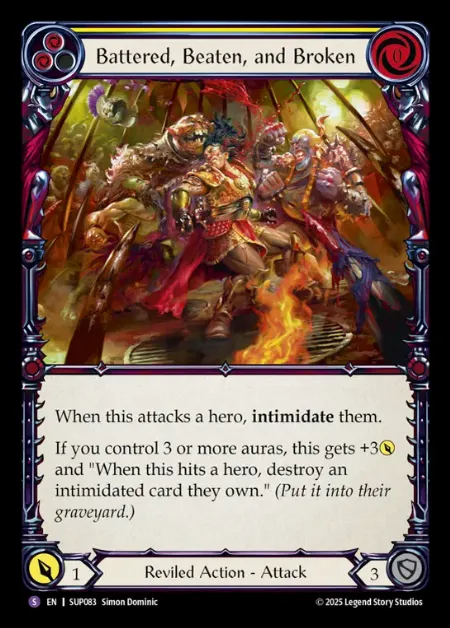 Battered, Beaten, and Broken
0
When this attacks a hero, intimidate them.
If you control 3 or more auras, this gets +3
and "When this hits a hero, destroy an
intimidated card they own." (Put it into their
graveyard.)
1
Reviled Action - Attack
3
S EN | SUP083 Simon Dominic
© 2025 Legend Story Studios